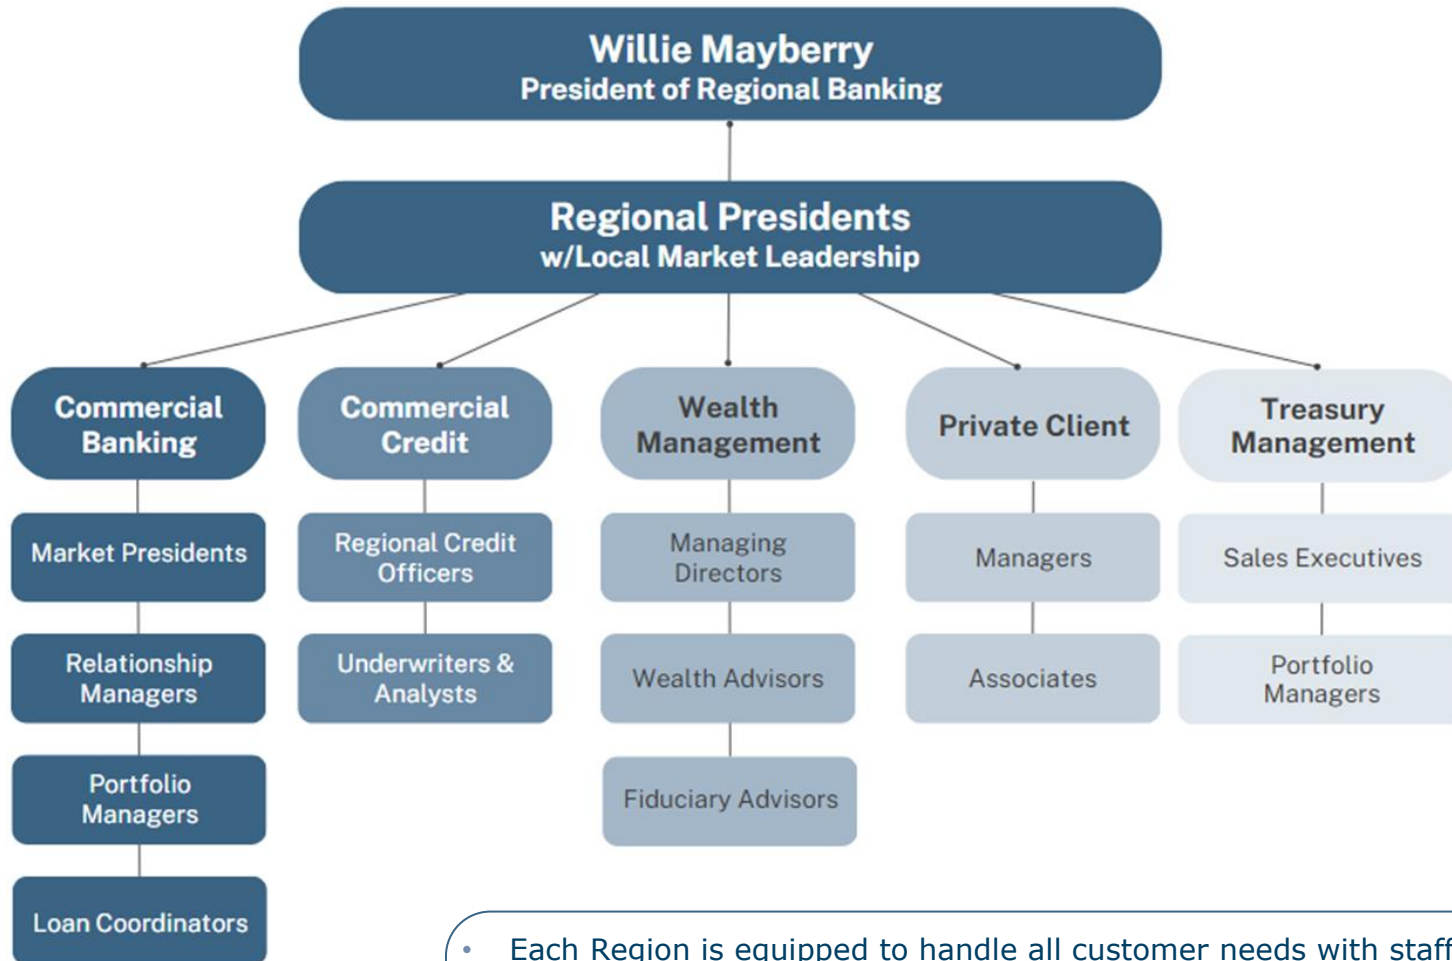 Willie Mayberry
President of Regional Banking
Regional Presidents
w/Local Market Leadership
Commercial
Banking
Market Presidents
Relationship
Managers
Portfolio
Managers
Loan Coordinators
Commercial
Credit
Regional Credit
Officers
Underwriters &
Analysts
Wealth
Management
Managing
Directors
Wealth Advisors
Fiduciary Advisors
Private Client
Managers
Associates
Treasury
Management
Sales Executives
Portfolio
Managers
• Each Region is equipped to handle all customer needs with staff